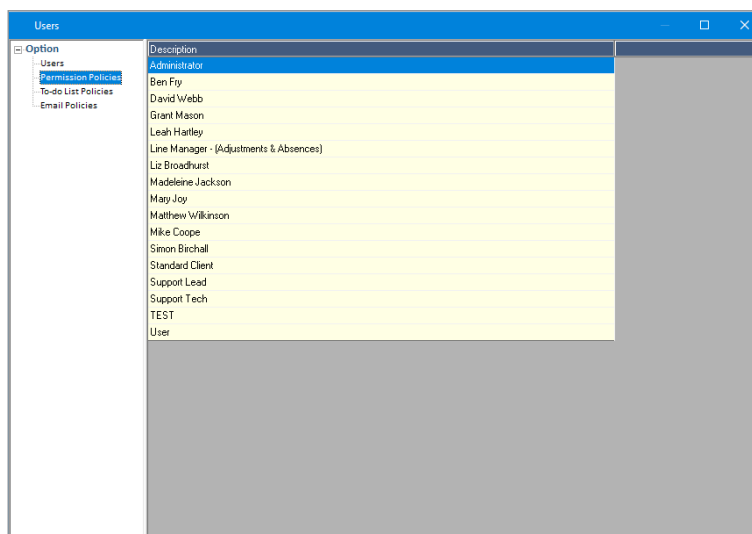 Users
Option
Users
Permission Policies
To-do List Policies
Email Policies
Description
Administrator
Ben Fry
David Webb
Grant Mason
Leah Hartley
Line Manager - (Adjustments & Absences)
Liz Broadhurst
Madeleine Jackson
Mary Joy
Matthew Wilkinson
Mike Coope
Simon Birchall
Standard Client
Support Lead
Support Tech
TEST
User